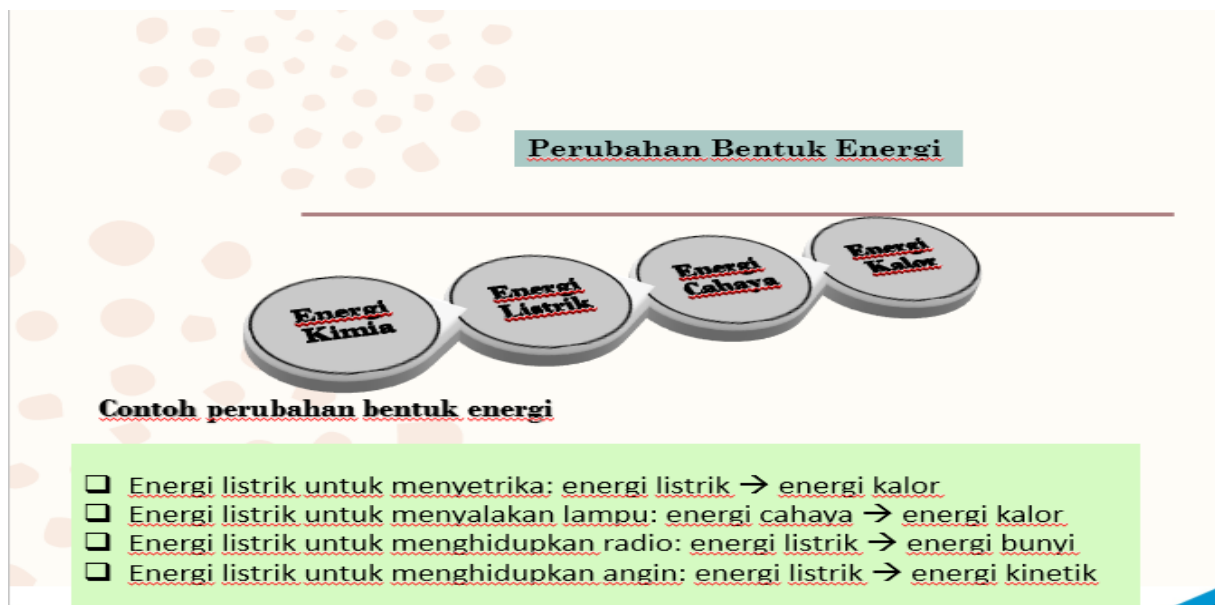 Perubahan Bentuk Energi
Energi
Kimia
Energi
Listrik
Energi
Cahaya
Energi
Kalor
Contoh perubahan bentuk energi
❑ Energi listrik untuk menyetrika: energi listrik → energi kalor
❑ Energi listrik untuk menyalakan lampu: energi cahaya → energi kalor
❑ Energi listrik untuk menghidupkan radio: energi listrik → energi bunyi
❑ Energi listrik untuk menghidupkan angin: energi listrik → energi kinetik